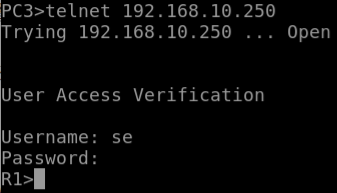 PC3>telnet 192.168.10.250
Trying 192.168.10.250 ... Open
User Access Verification
Username: se
Password:
R1>